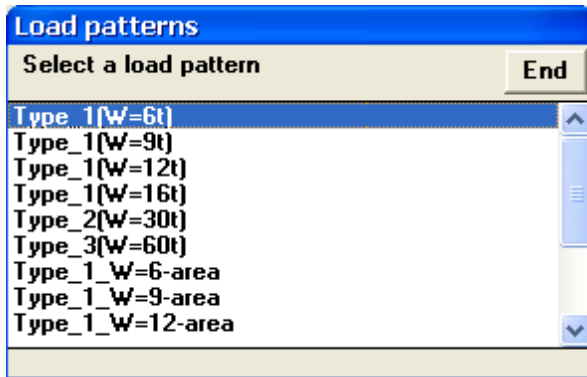 Load patterns
Select a load pattern
End
Type_1(W=6t)
Type_1(W=9t)
Type_1(W=12t)
Type_1(W=16t)
Type_2(W=30t)
Type_3(W=60t)
Type_1_W=6-area
Type_1_W=9-area
Type_1_W=12-area